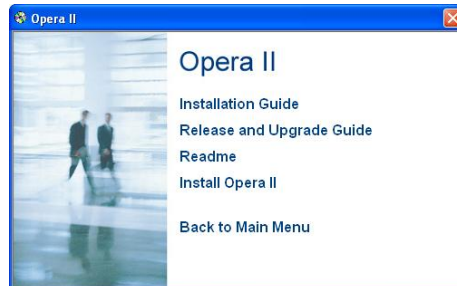 Opera II
Opera II
Installation Guide
Release and Upgrade Guide
Readme
Install Opera II
Back to Main Menu